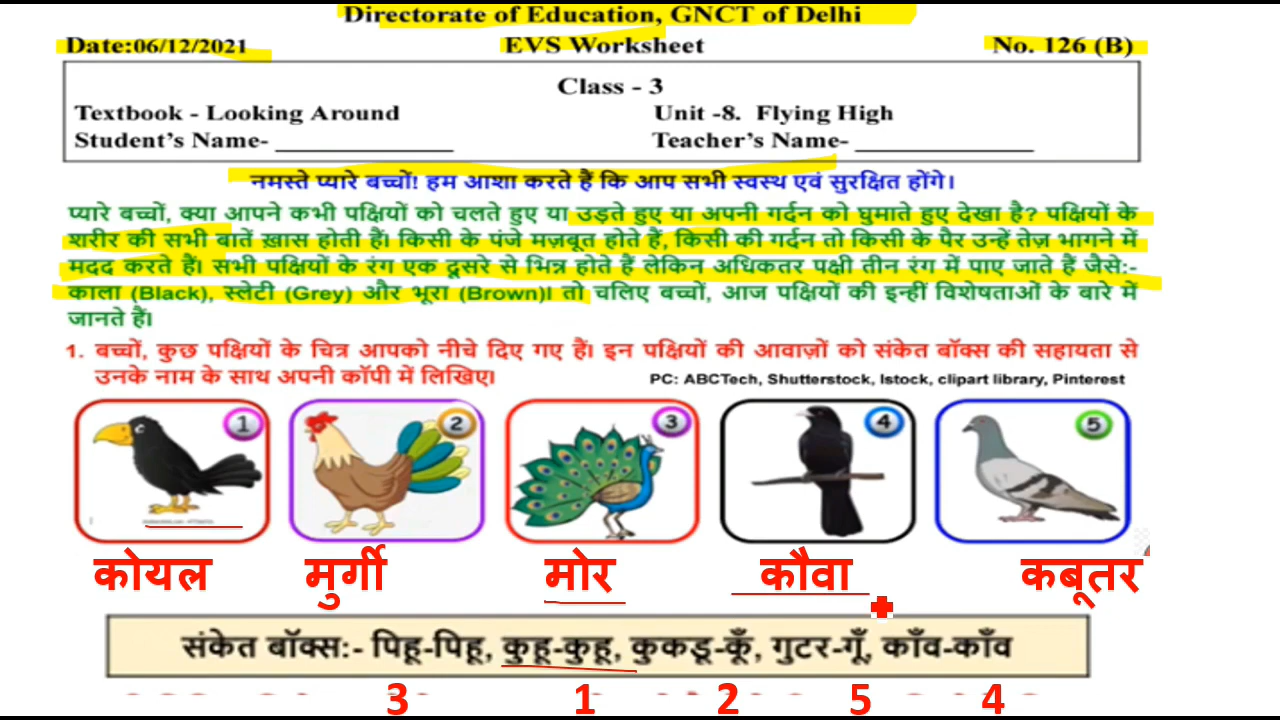 Directorate of Education, GNCT of Delhi
Date:06/12/2021 EVS Worksheet No. 126 (B)
Class - 3
Textbook - Looking Around Unit -8. Flying High
Student's Name- _______________ Teacher's Name- _______________
नमस्ते प्यारे बच्चों! हम आशा करते हैं कि आप सभी स्वस्थ एवं सुरक्षित होंगे।
प्यारे बच्चों, क्या आपने कभी पक्षियों को चलते हुए या उड़ते हुए या अपनी गर्दन को घुमाते हुए देखा है? पक्षियों के
शरीर की सभी बातें ख़ास होती हैं। किसी के पंजे मज़बूत होते हैं, किसी की गर्दन तो किसी के पैर उन्हें तेज़ भागने में
मदद करते हैं। सभी पक्षियों के रंग एक दूसरे से भिन्न होते हैं लेकिन अधिकतर पक्षी तीन रंग में पाए जाते हैं जैसे:-
काला (Black), स्लेटी (Grey) और भूरा (Brown)। तो चलिए बच्चों, आज पक्षियों की इन्हीं विशेषताओं के बारे में
जानते हैं।
1. बच्चों, कुछ पक्षियों के चित्र आपको नीचे दिए गए हैं। इन पक्षियों की आवाज़ों को संकेत बॉक्स की सहायता से
उनके नाम के साथ अपनी कॉपी में लिखिए।
PC: ABCTech, Shutterstock, Istock, clipart library, Pinterest
1 2 3 4 5
कोयल मुर्गी मोर कौवा कबूतर
संकेत बॉक्स:- पिहू-पिहू, कुहू-कुहू, कुकडू-कूँ, गुटर-गूँ, काँव-काँव
3 1 2 5 4